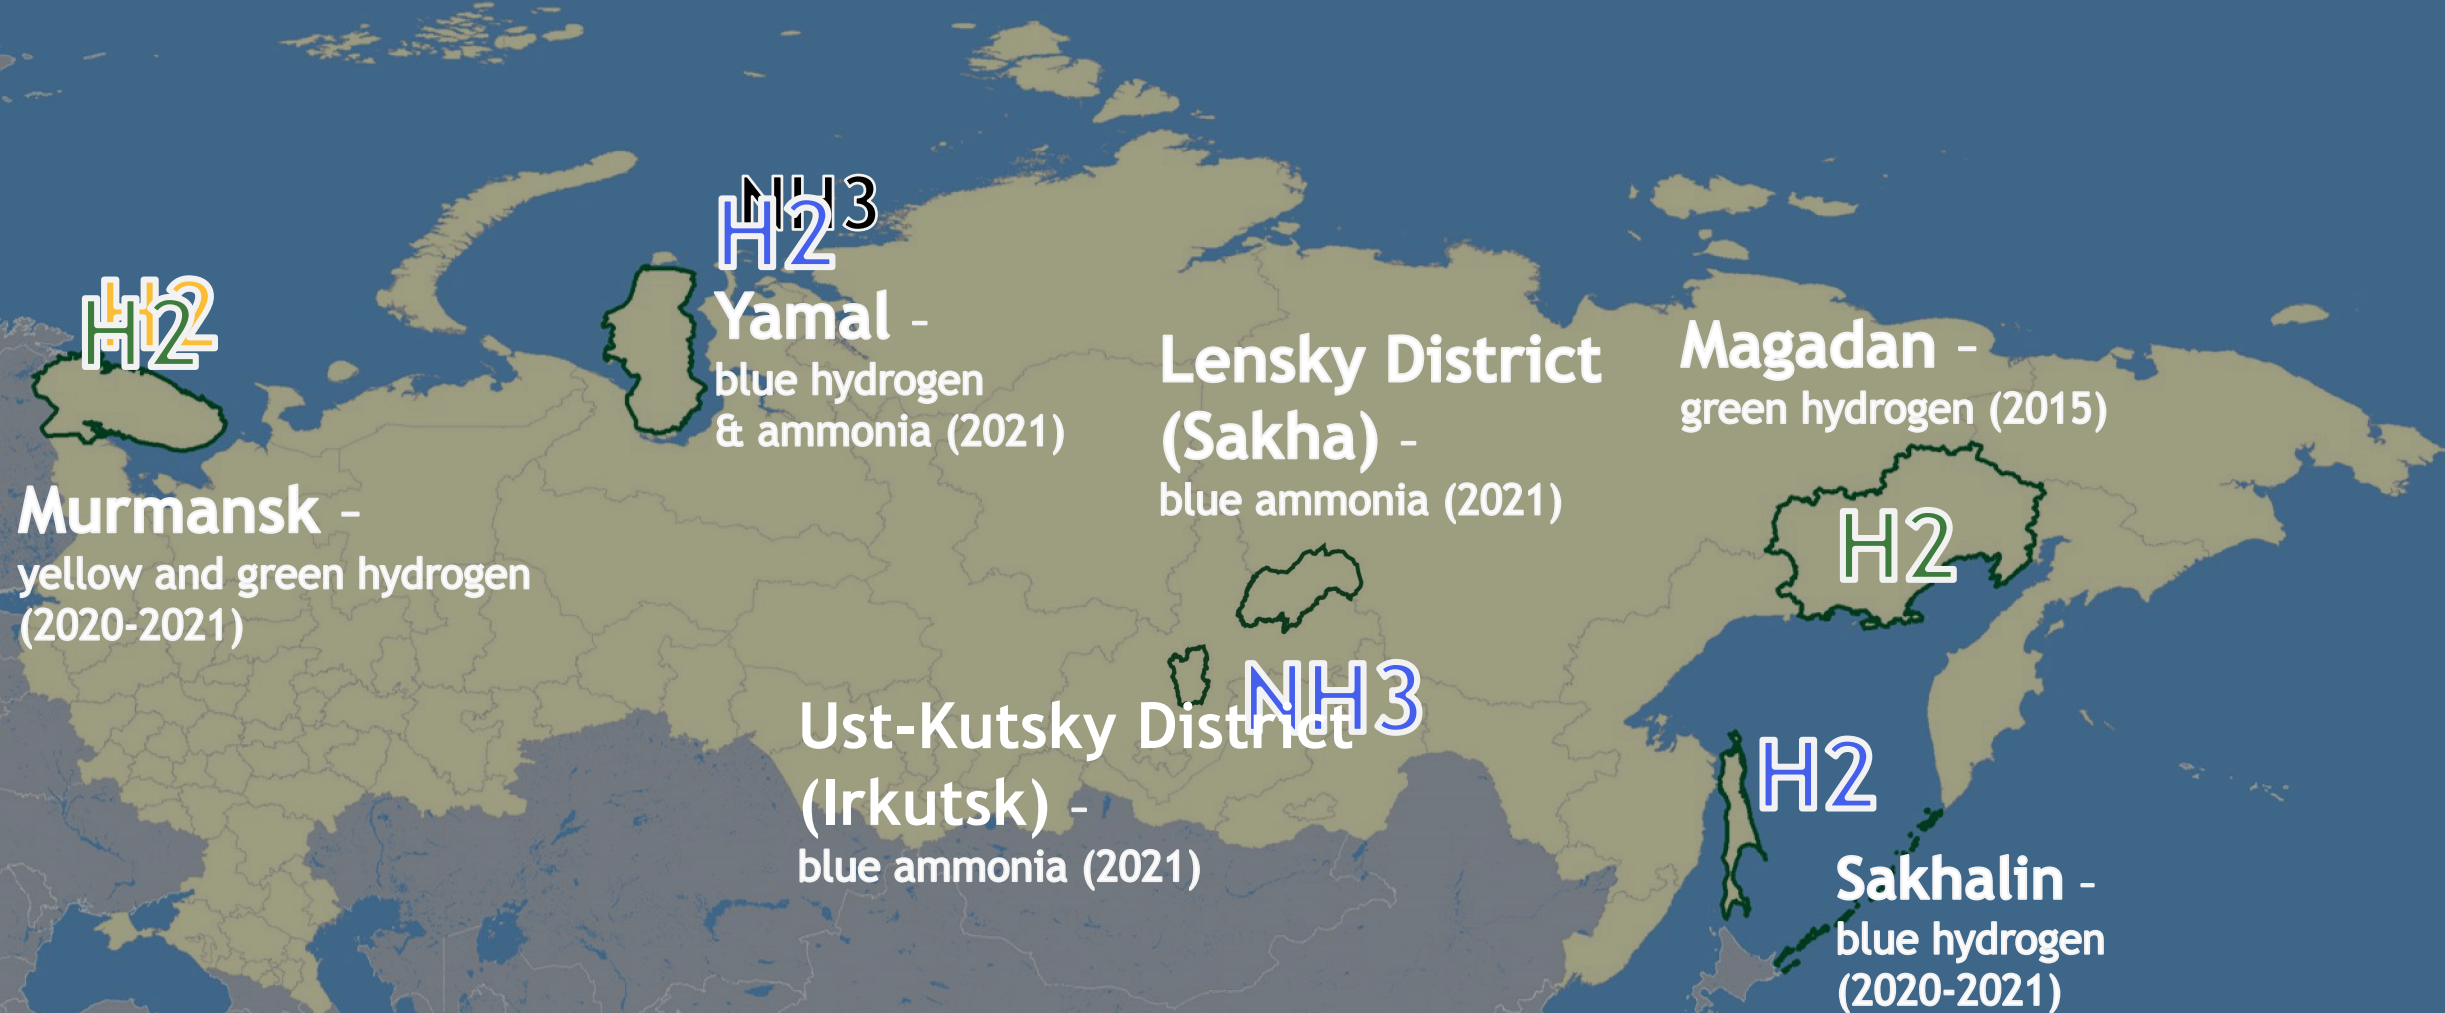 NH3
H2
H2
H2
Yamal –
blue hydrogen
& ammonia (2021)
Murmansk –
yellow and green hydrogen
(2020-2021)
Lensky District
(Sakha) –
blue ammonia (2021)
Magadan –
green hydrogen (2015)
H2
NH3
Ust-Kutsky District
(Irkutsk) –
blue ammonia (2021)
H2
Sakhalin –
blue hydrogen
(2020-2021)